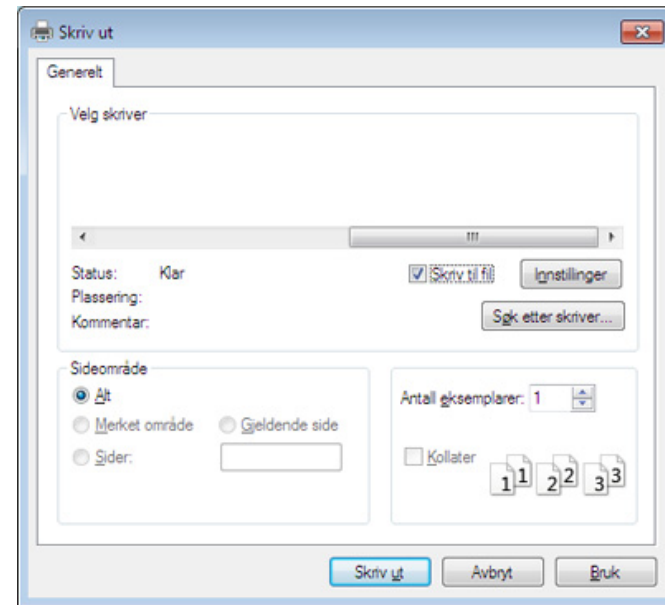 Skriv ut
Generelt
Velg skriver
Status: Klar
Skriv til fil
Innstillinger
Plassering:
Kommentar:
Søk etter skriver...
Sideområde
Alt
Merket område
Gjeldende side
Sider:
Antall eksemplarer: 1
Kollater
1 1 2 2 3 3
Skriv ut
Avbryt
Bruk